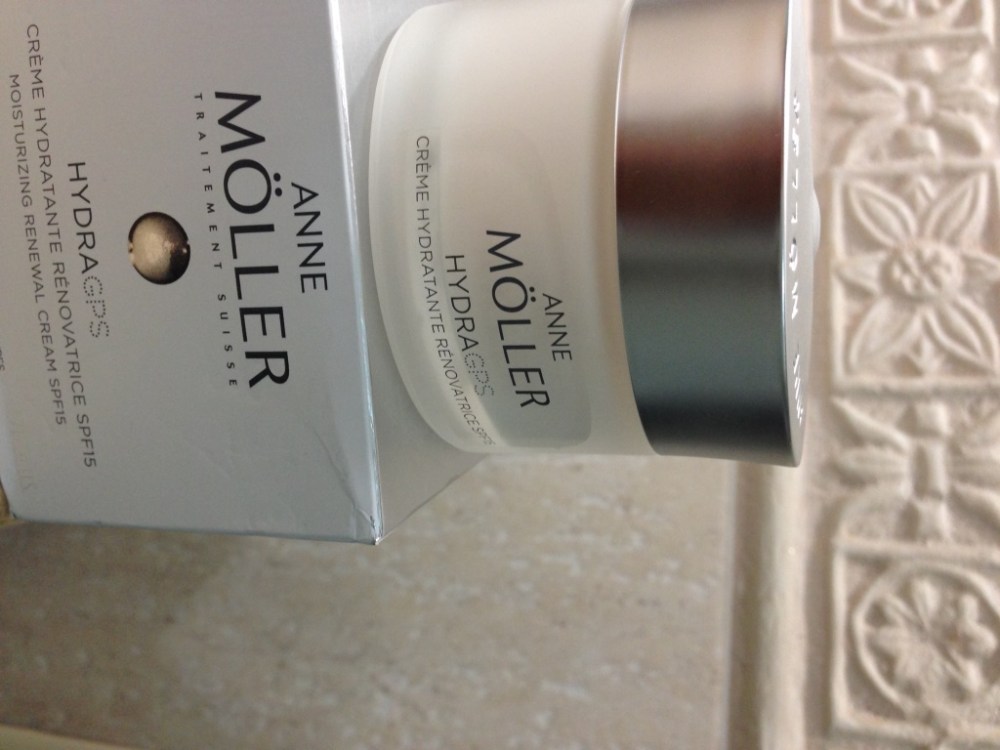 ANNE
MÖLLER
TRAITEMENT SUISSE
HYDRAGPS
CRÈME HYDRATANTE RÉNOVATRICE SPF15
MOISTURIZING RENEWAL CREAM SPF15
ANNE
MÖLLER
HYDRAGPS
CRÈME HYDRATANTE RÉNOVATRICE SPF15